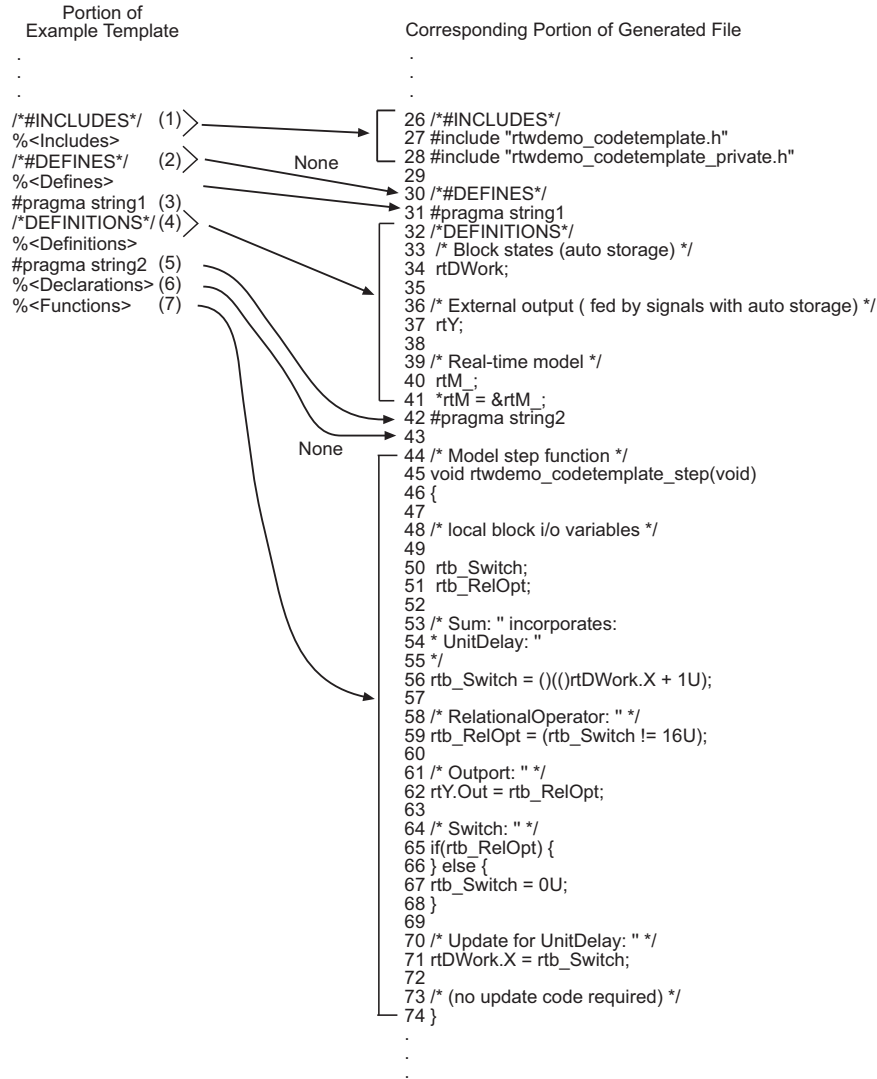 Portion of
Example Template
.
.
.
/*#INCLUDES*/ (1)
%<Includes>
/*#DEFINES*/ (2)
%<Defines>
#pragma string1 (3)
/*DEFINITIONS*/ (4)
%<Definitions>
#pragma string2 (5)
%<Declarations> (6)
%<Functions> (7)
None
None
Corresponding Portion of Generated File
.
.
.
26 /*#INCLUDES*/
27 #include "rtwdemo_codetemplate.h"
28 #include "rtwdemo_codetemplate_private.h"
29
30 /*#DEFINES*/
31 #pragma string1
32 /*DEFINITIONS*/
33 /* Block states (auto storage) */
34 rtDWork;
35
36 /* External output ( fed by signals with auto storage) */
37 rtY;
38
39 /* Real-time model */
40 rtM_;
41 *rtM = &rtM_;
42 #pragma string2
43
44 /* Model step function */
45 void rtwdemo_codetemplate_step(void)
46 {
47
48 /* local block i/o variables */
49
50 rtb_Switch;
51 rtb_RelOpt;
52
53 /* Sum: '' incorporates:
54 * UnitDelay: ''
55 */
56 rtb_Switch = ()(()rtDWork.X + 1U);
57
58 /* RelationalOperator: '' */
59 rtb_RelOpt = (rtb_Switch != 16U);
60
61 /* Outport: '' */
62 rtY.Out = rtb_RelOpt;
63
64 /* Switch: '' */
65 if(rtb_RelOpt) {
66 } else {
67 rtb_Switch = 0U;
68 }
69
70 /* Update for UnitDelay: '' */
71 rtDWork.X = rtb_Switch;
72
73 /* (no update code required) */
74 }
.
.
.